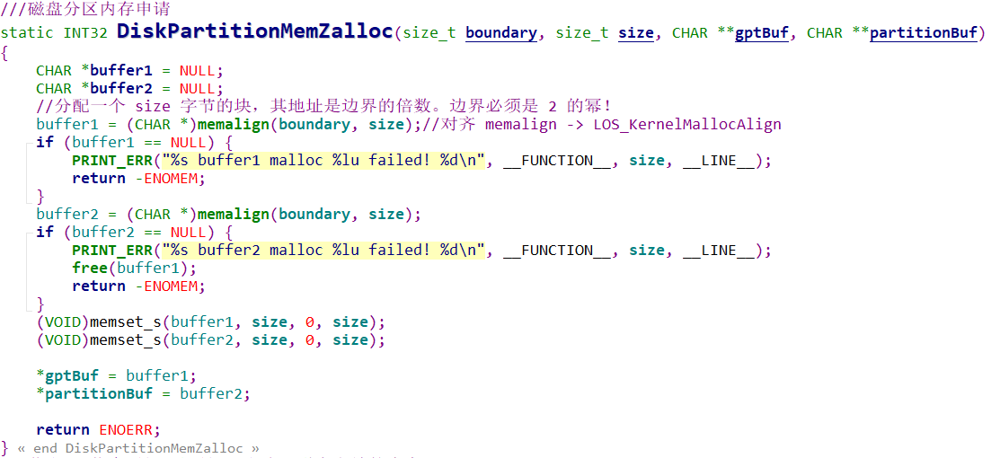 ///磁盘分区内存申请
static INT32 DiskPartitionMemZalloc(size_t boundary, size_t size, CHAR **gptBuf, CHAR **partitionBuf)
{
    CHAR *buffer1 = NULL;
    CHAR *buffer2 = NULL;
    //分配一个 size 字节的块，其地址是边界的倍数。边界必须是 2 的幂！
    buffer1 = (CHAR *)memalign(boundary, size);//对齐 memalign -> LOS_KernelMallocAlign
    if (buffer1 == NULL) {
        PRINT_ERR("%s buffer1 malloc %lu failed! %d\n", __FUNCTION__, size, __LINE__);
        return -ENOMEM;
    }
    buffer2 = (CHAR *)memalign(boundary, size);
    if (buffer2 == NULL) {
        PRINT_ERR("%s buffer2 malloc %lu failed! %d\n", __FUNCTION__, size, __LINE__);
        free(buffer1);
        return -ENOMEM;
    }
    (VOID)memset_s(buffer1, size, 0, size);
    (VOID)memset_s(buffer2, size, 0, size);

    *gptBuf = buffer1;
    *partitionBuf = buffer2;

    return ENOERR;
} « end DiskPartitionMemZalloc »